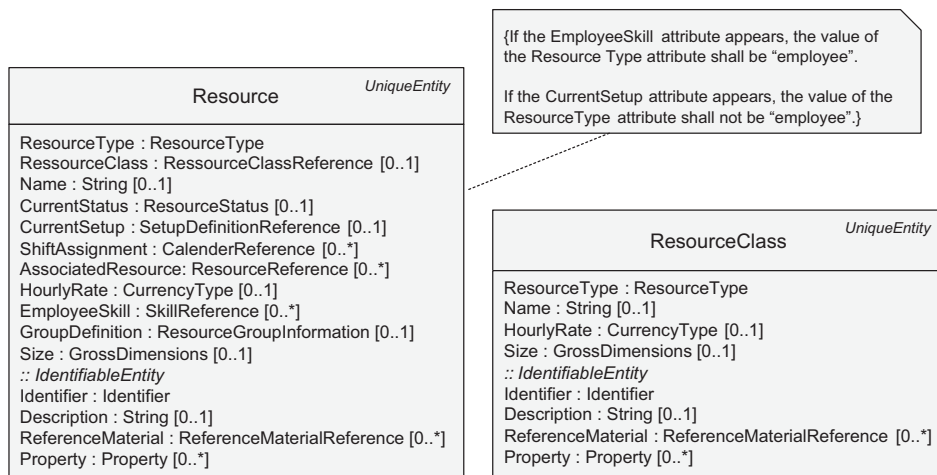 {If the EmployeeSkill attribute appears, the value of
the Resource Type attribute shall be “employee”.
If the CurrentSetup attribute appears, the value of the
ResourceType attribute shall not be “employee”.}
Resource
UniqueEntity
ResourceType : ResourceType
RessourceClass : RessourceClassReference [0..1]
Name : String [0..1]
CurrentStatus : ResourceStatus [0..1]
CurrentSetup : SetupDefinitionReference [0..1]
ShiftAssignment : CalenderReference [0..*]
AssociatedResource: ResourceReference [0..*]
HourlyRate : CurrencyType [0..1]
EmployeeSkill : SkillReference [0..*]
GroupDefinition : ResourceGroupInformation [0..1]
Size : GrossDimensions [0..1]
:: IdentifiableEntity
Identifier : Identifier
Description : String [0..1]
ReferenceMaterial : ReferenceMaterialReference [0..*]
Property : Property [0..*]
ResourceClass
UniqueEntity
ResourceType : ResourceType
Name : String [0..1]
HourlyRate : CurrencyType [0..1]
Size : GrossDimensions [0..1]
:: IdentifiableEntity
Identifier : Identifier
Description : String [0..1]
ReferenceMaterial : ReferenceMaterialReference [0..*]
Property : Property [0..*]